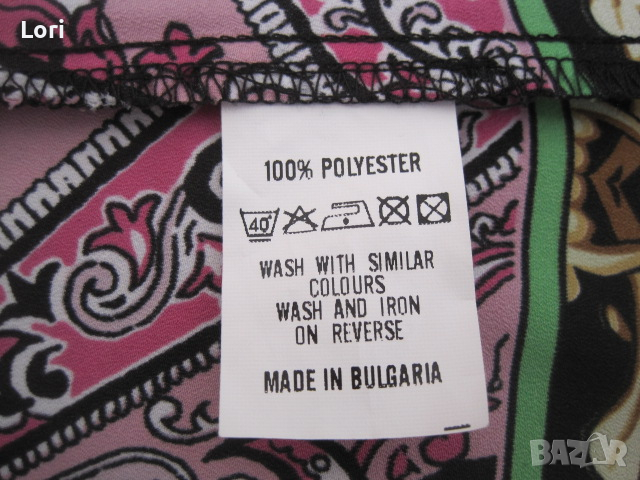 Lori
100% POLYESTER
40°
WASH WITH SIMILAR
COLOURS
WASH AND IRON
ON REVERSE
MADE IN BULGARIA
BAZAR